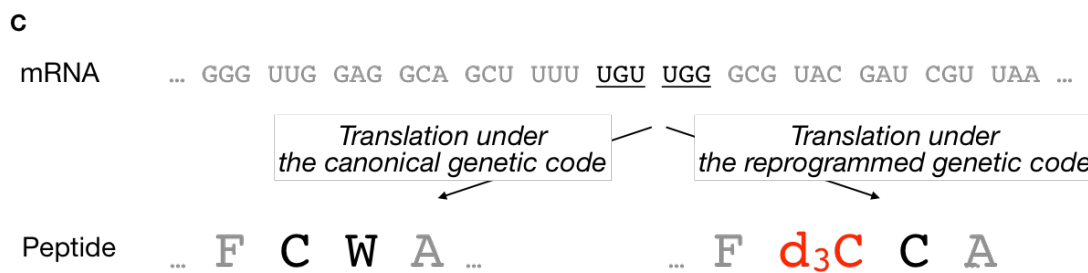 C
mRNA ... GGG UUG GAG GCA GCU UUU UGU UGG GCG UAC GAU CGU UAA ...
Translation under
the canonical genetic code
Translation under
the reprogrammed genetic code
Peptide ... F C W A ... ... F d₃C C A